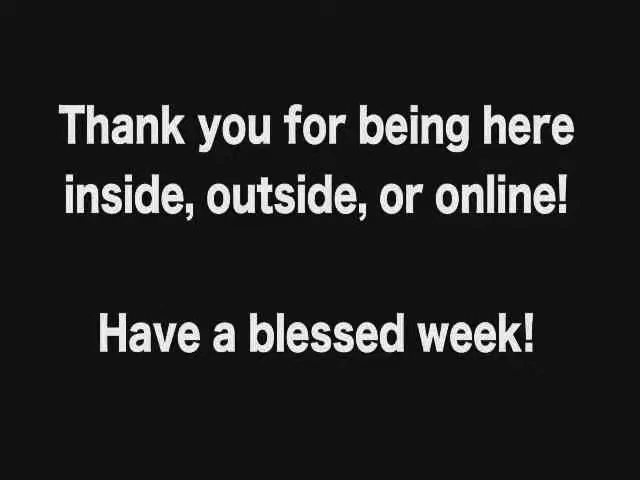 Thank you for being here
inside, outside, or online!
Have a blessed week!